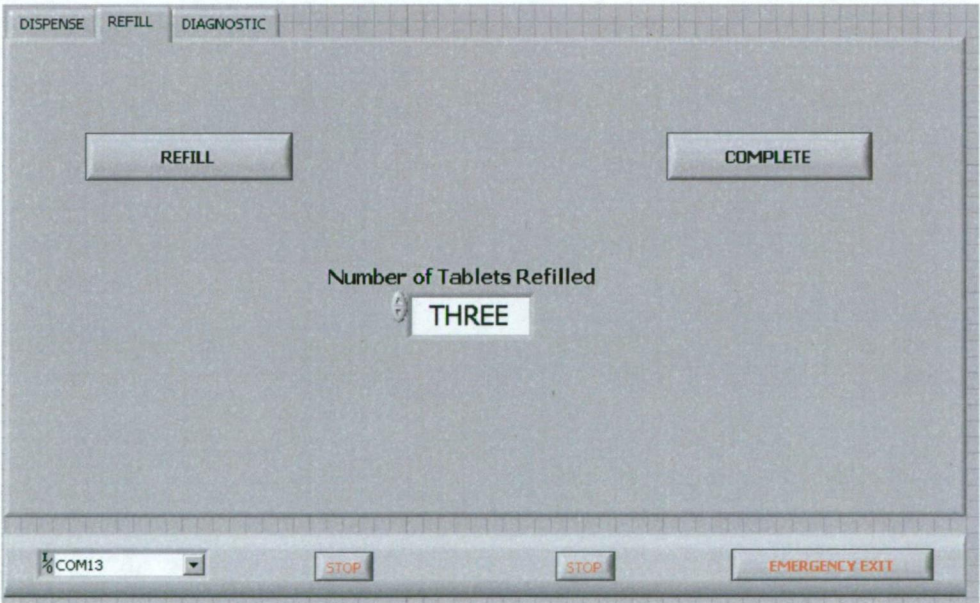 DISPENSE REFILL DIAGNOSTIC
REFILL COMPLETE
Number of Tablets Refilled
THREE
I/O COM13 STOP STOP EMERGENCY EXIT